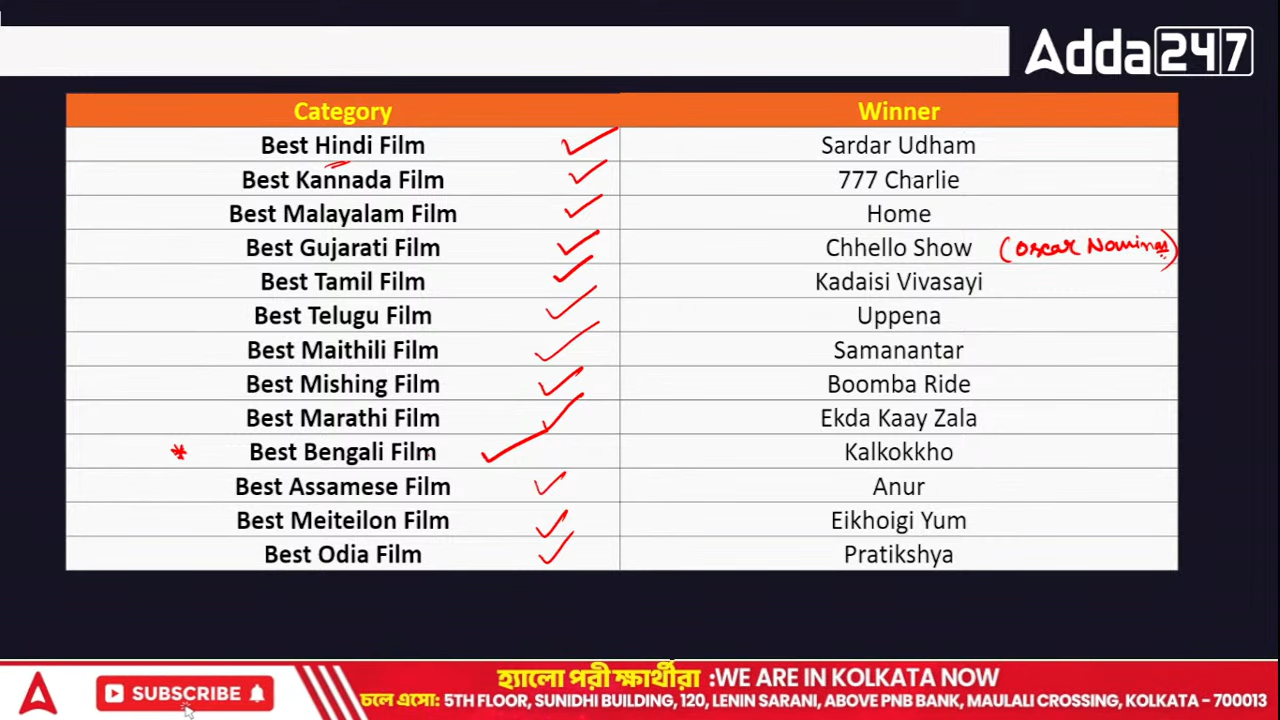 Adda247
Category Winner
Best Hindi Film Sardar Udham
Best Kannada Film 777 Charlie
Best Malayalam Film Home
Best Gujarati Film Chhello Show (Oscar
Best Tamil Film Kadaisi Vivasayi
Best Telugu Film Uppena
Best Maithili Film Samanantar
Best Mishing Film Boomba Ride
Best Marathi Film Ekda Kaay Zala
* Best Bengali Film Kalkokkho
Best Assamese Film Anur
Best Meiteilon Film Eikhoigi Yum
Best Odia Film Pratikshya
হ্যালো পরীক্ষার্থীরা :WE ARE IN KOLKATA NOW
SUBSCRIBE
চলে এসো: 5TH FLOOR, SUNIDHI BUILDING, 120, LENIN SARANI, ABOVE PNB BANK, MAULALI CROSSING, KOLKATA - 700013